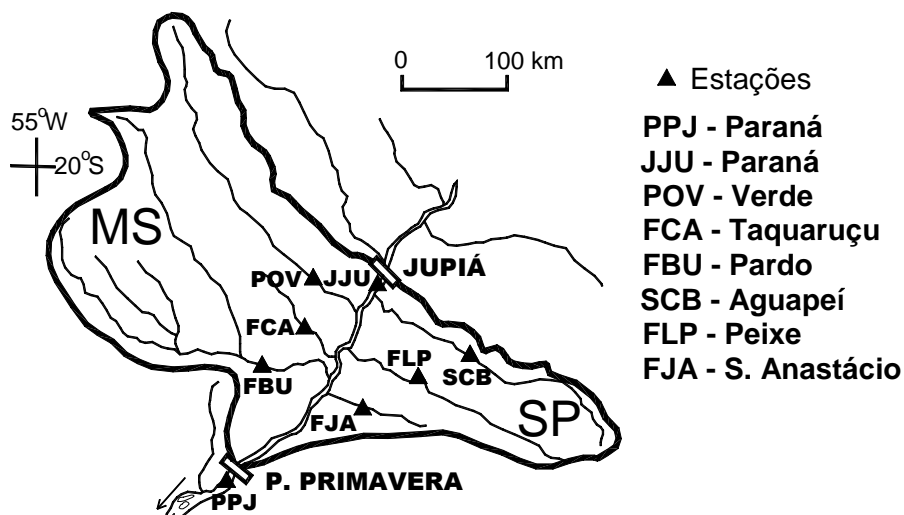 0 100 km
55°W
20°S
MS
SP
JUPIÁ
POV
JJU
FCA
FBU
FLP
SCB
FJA
P. PRIMAVERA
PPJ
Estações
PPJ - Paraná
JJU - Paraná
POV - Verde
FCA - Taquaruçu
FBU - Pardo
SCB - Aguapeí
FLP - Peixe
FJA - S. Anastácio